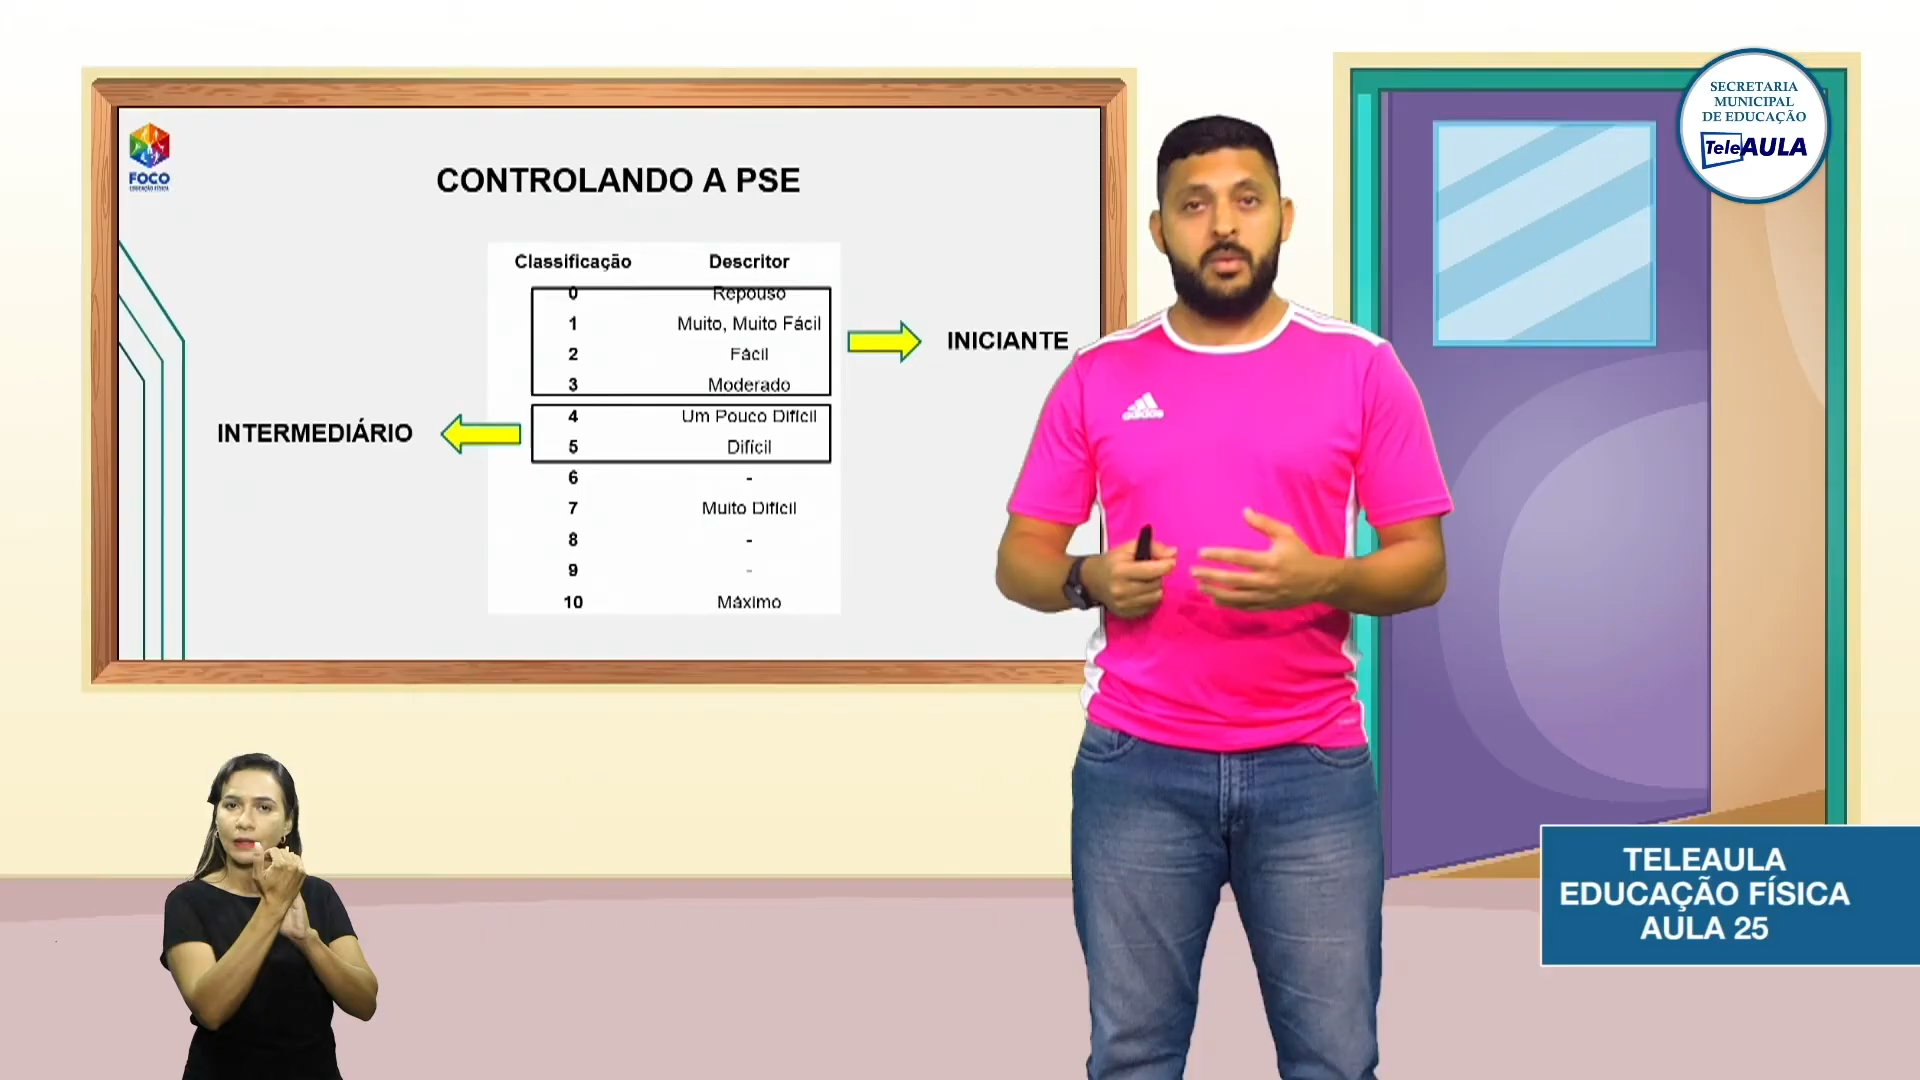 SECRETARIA
MUNICIPAL
DE EDUCAÇÃO
TeleAULA
FOCO
EDUCAÇÃO FÍSICA
CONTROLANDO A PSE
Classificação Descritor
0 Repouso
1 Muito, Muito Fácil
2 Fácil
3 Moderado
INICIANTE
4 Um Pouco Difícil
5 Difícil
INTERMEDIÁRIO
6 -
7 Muito Difícil
8 -
9 -
10 Máximo
adidas
TELEAULA
EDUCAÇÃO FÍSICA
AULA 25